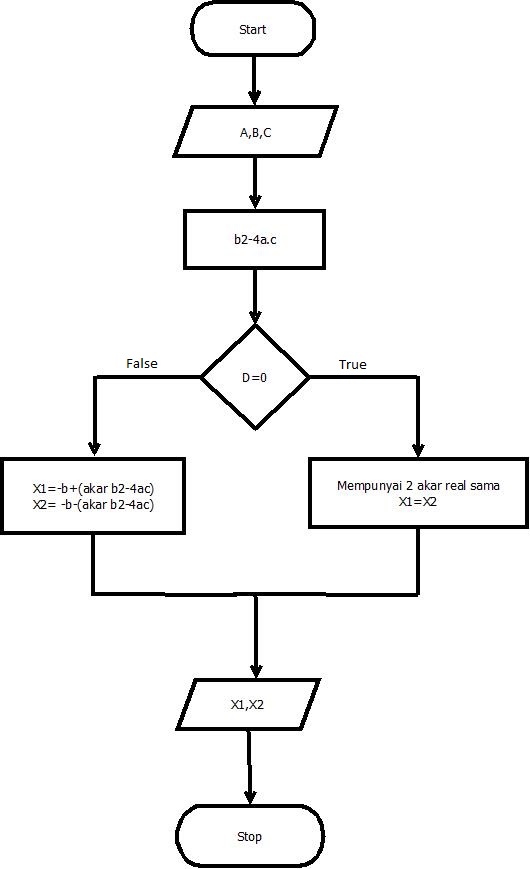 Start
A,B,C
b2-4a.c
D=0
False
True
X1=-b+(akar b2-4ac)
X2= -b-(akar b2-4ac)
Mempunyai 2 akar real sama
X1=X2
X1,X2
Stop